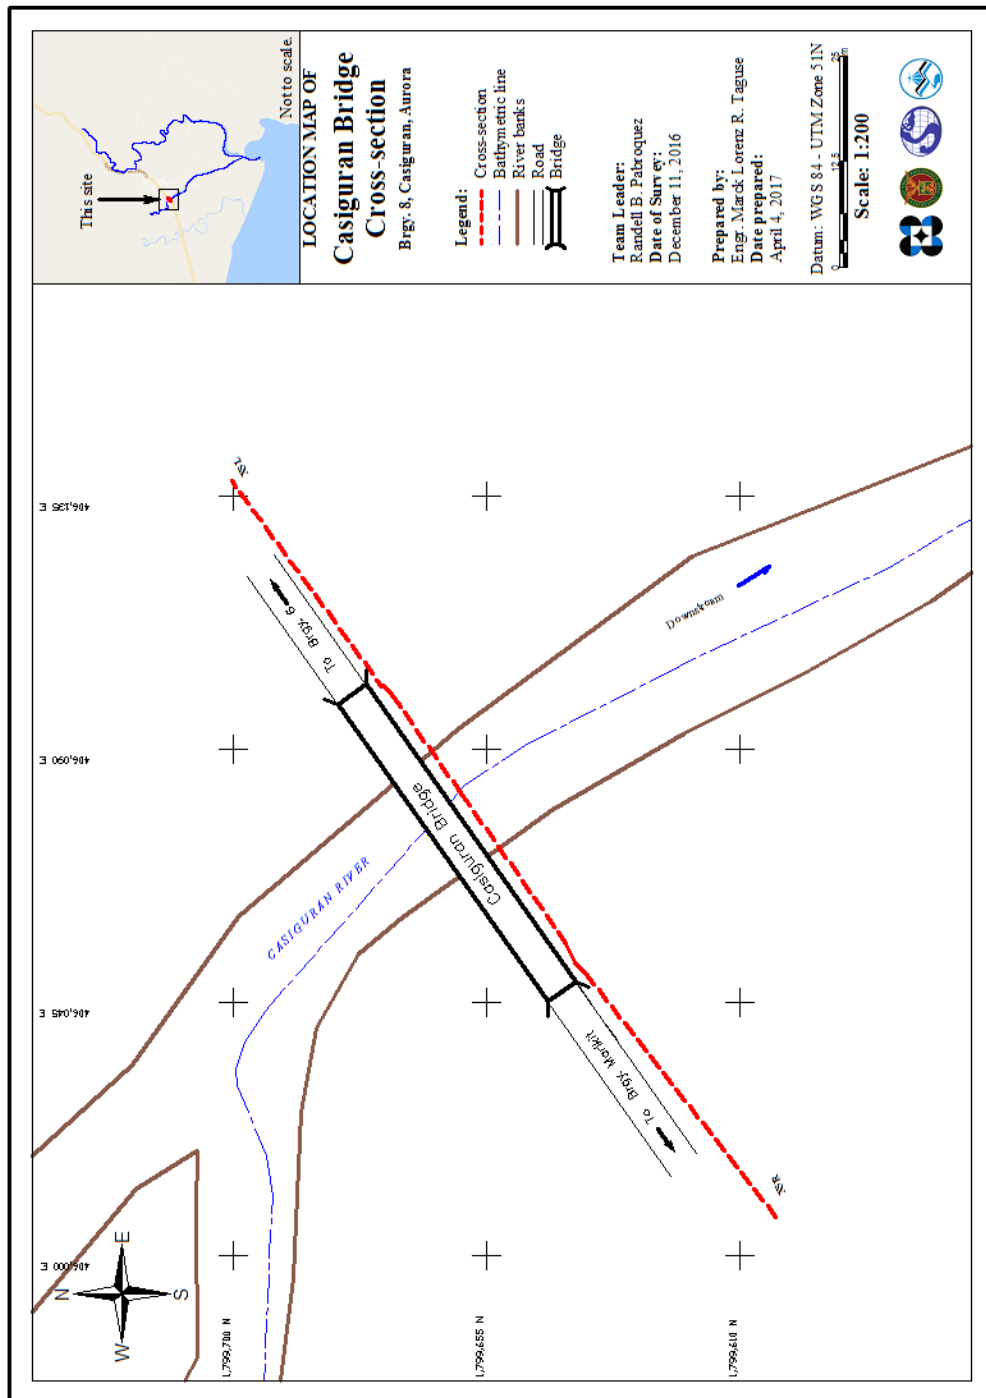 This site
Not to scale.
LOCATION MAP OF
Casiguran Bridge
Cross-section
Brgy. 8, Casiguran, Aurora
Legend:
Cross-section
Bathymetric line
River banks
Road
Bridge
Team Leader:
Randell B. Pabroquez
Date of Survey:
December 11, 2016
Prepared by:
Engr. Marck Lorenz R. Taguse
Date prepared:
April 4, 2017
Datum: WGS 84 - UTM Zone 51N
0 12.5 25
m
Scale: 1:200
406,135 E
406,090 E
406,045 E
406,000 E
1,799,700 N
1,799,655 N
1,799,610 N
To Brgy. 6
Casiguran Bridge
To Brgy. Marikit
CASIGURAN RIVER
Downstream
N
E
S
W